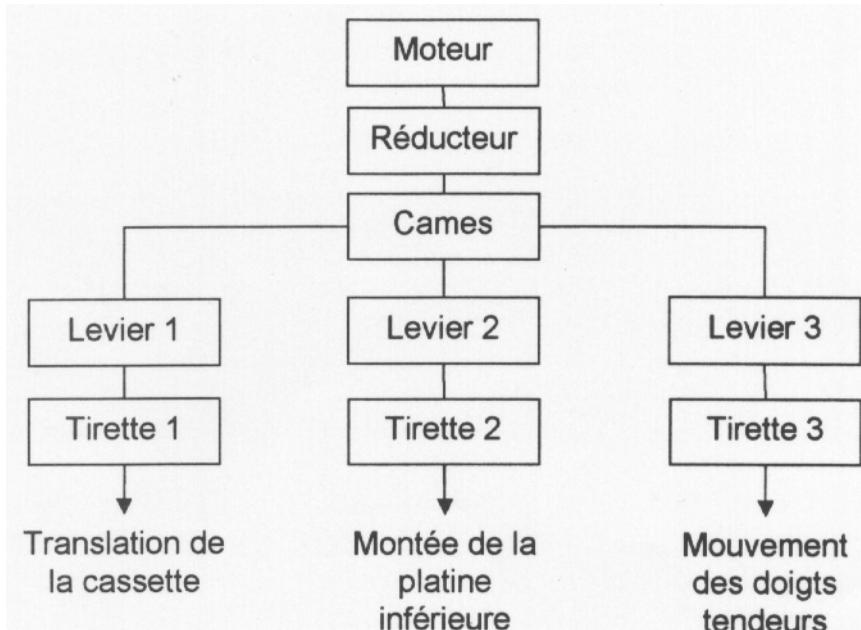 Moteur
Réducteur
Cames
Levier 1
Levier 2
Levier 3
Tirette 1
Tirette 2
Tirette 3
Translation de
la cassette
Montée de la
platine
inférieure
Mouvement
des doigts
tendeurs